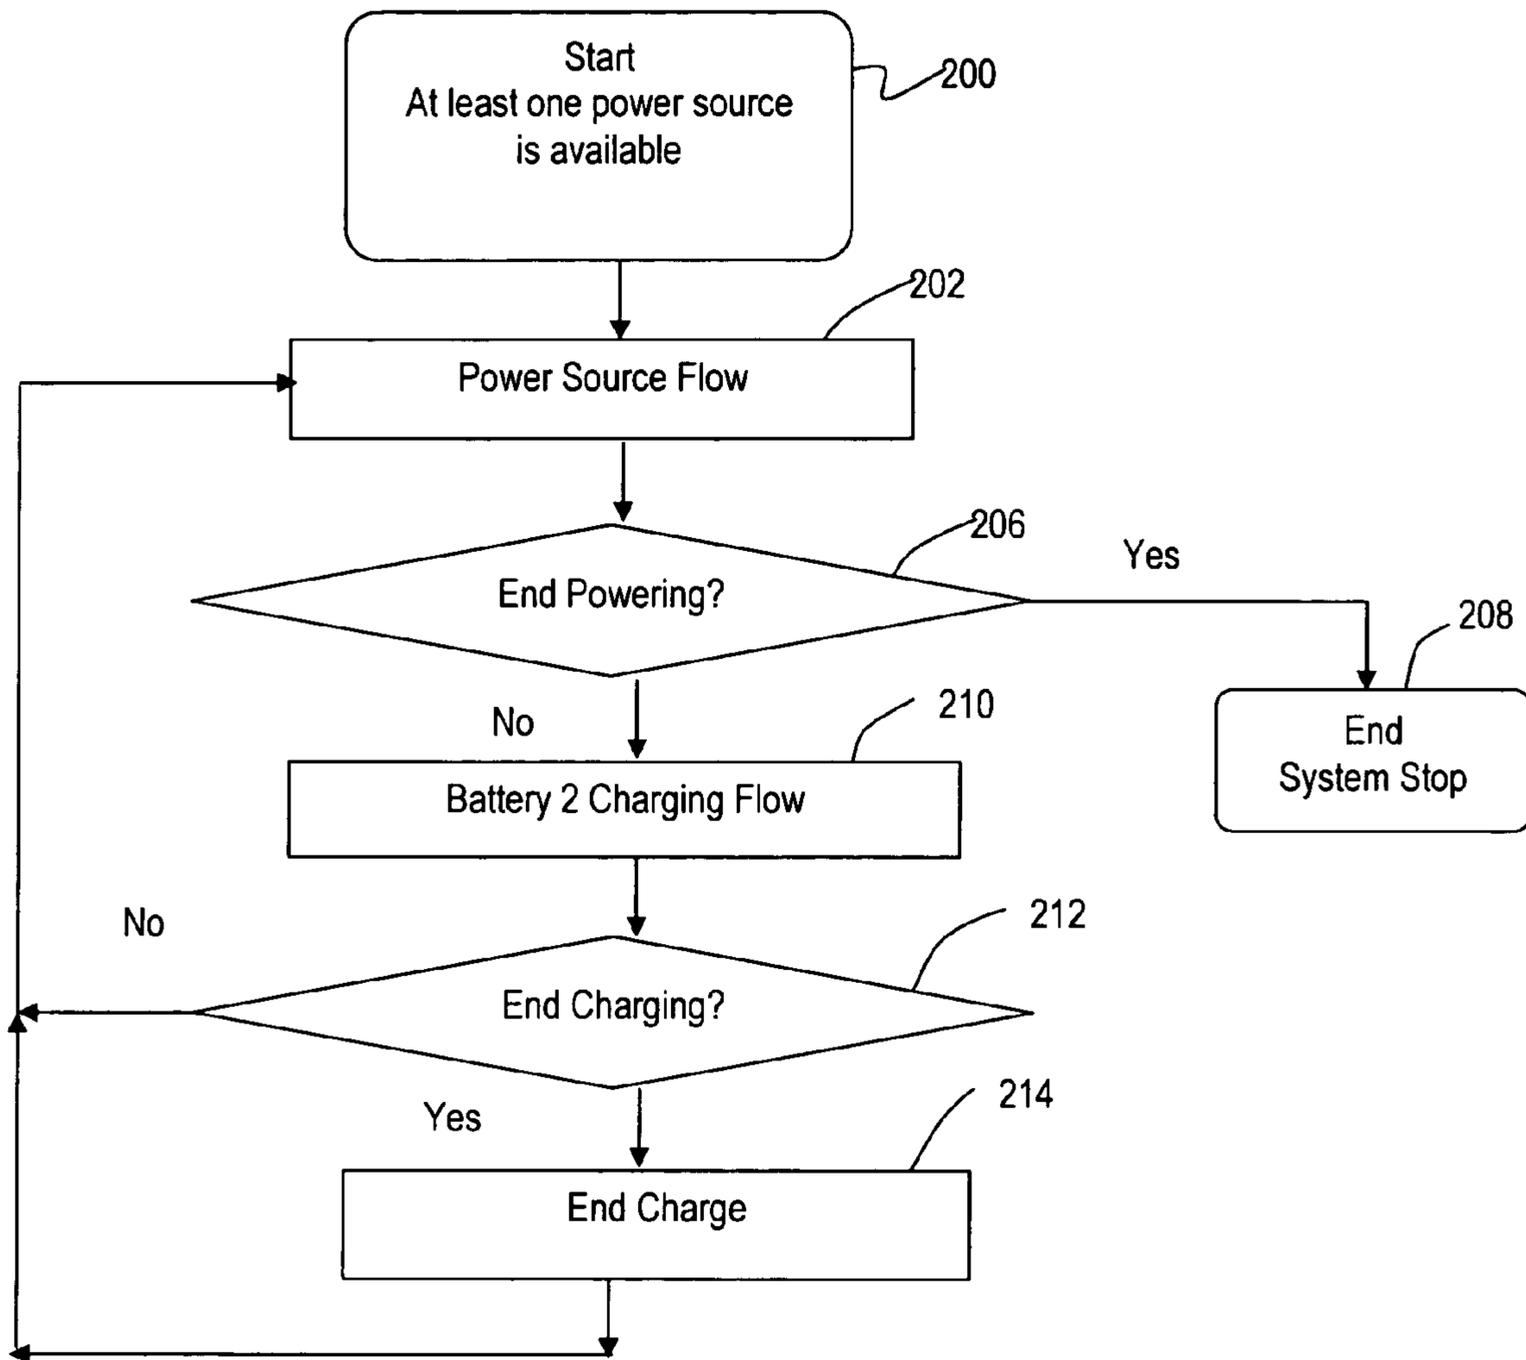 Start
At least one power source
is available
200
202
Power Source Flow
206
End Powering?
Yes
208
End
System Stop
No
210
Battery 2 Charging Flow
No
212
End Charging?
Yes
214
End Charge